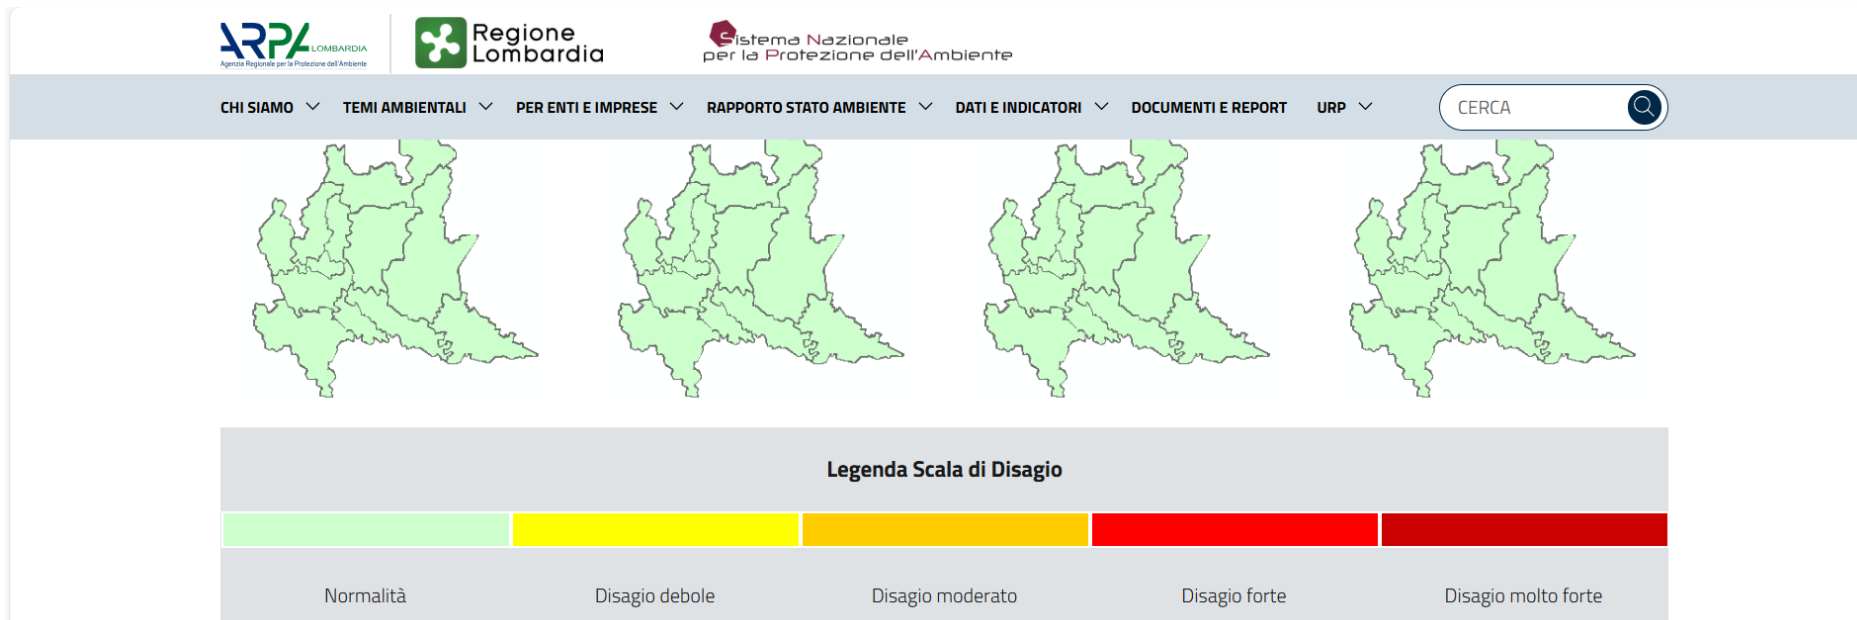 ARPA LOMBARDIA
Agenzia Regionale per la Protezione dell'Ambiente
Regione
Lombardia
Sistema Nazionale
per la Protezione dell'Ambiente
CHI SIAMO TEMI AMBIENTALI PER ENTI E IMPRESE RAPPORTO STATO AMBIENTE DATI E INDICATORI DOCUMENTI E REPORT URP CERCA
Legenda Scala di Disagio
Normalità Disagio debole Disagio moderato Disagio forte Disagio molto forte